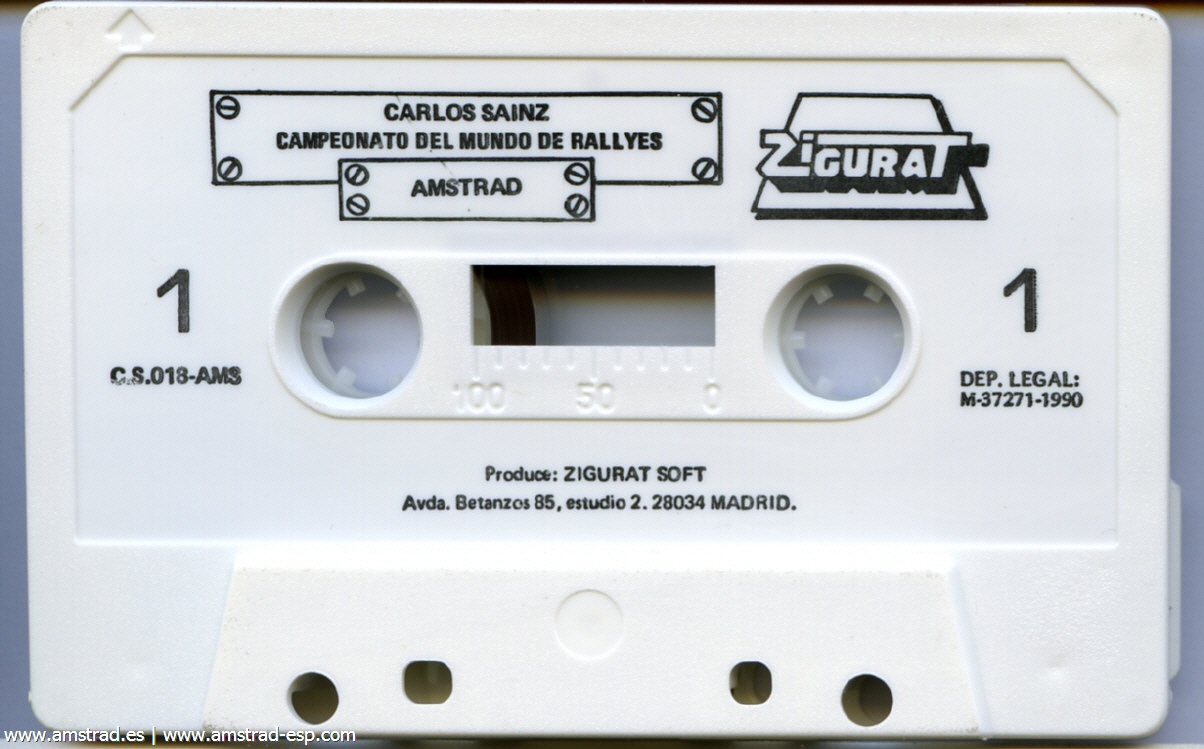 CARLOS SAINZ
CAMPEONATO DEL MUNDO DE RALLYES
AMSTRAD
ZIGURAT
1
1
C.S.018-AMS
DEP. LEGAL:
M-37271-1990
100 50 0
Produce: ZIGURAT SOFT
Avda. Betanzos 85, estudio 2. 28034 MADRID.
www.amstrad.es | www.amstrad-esp.com